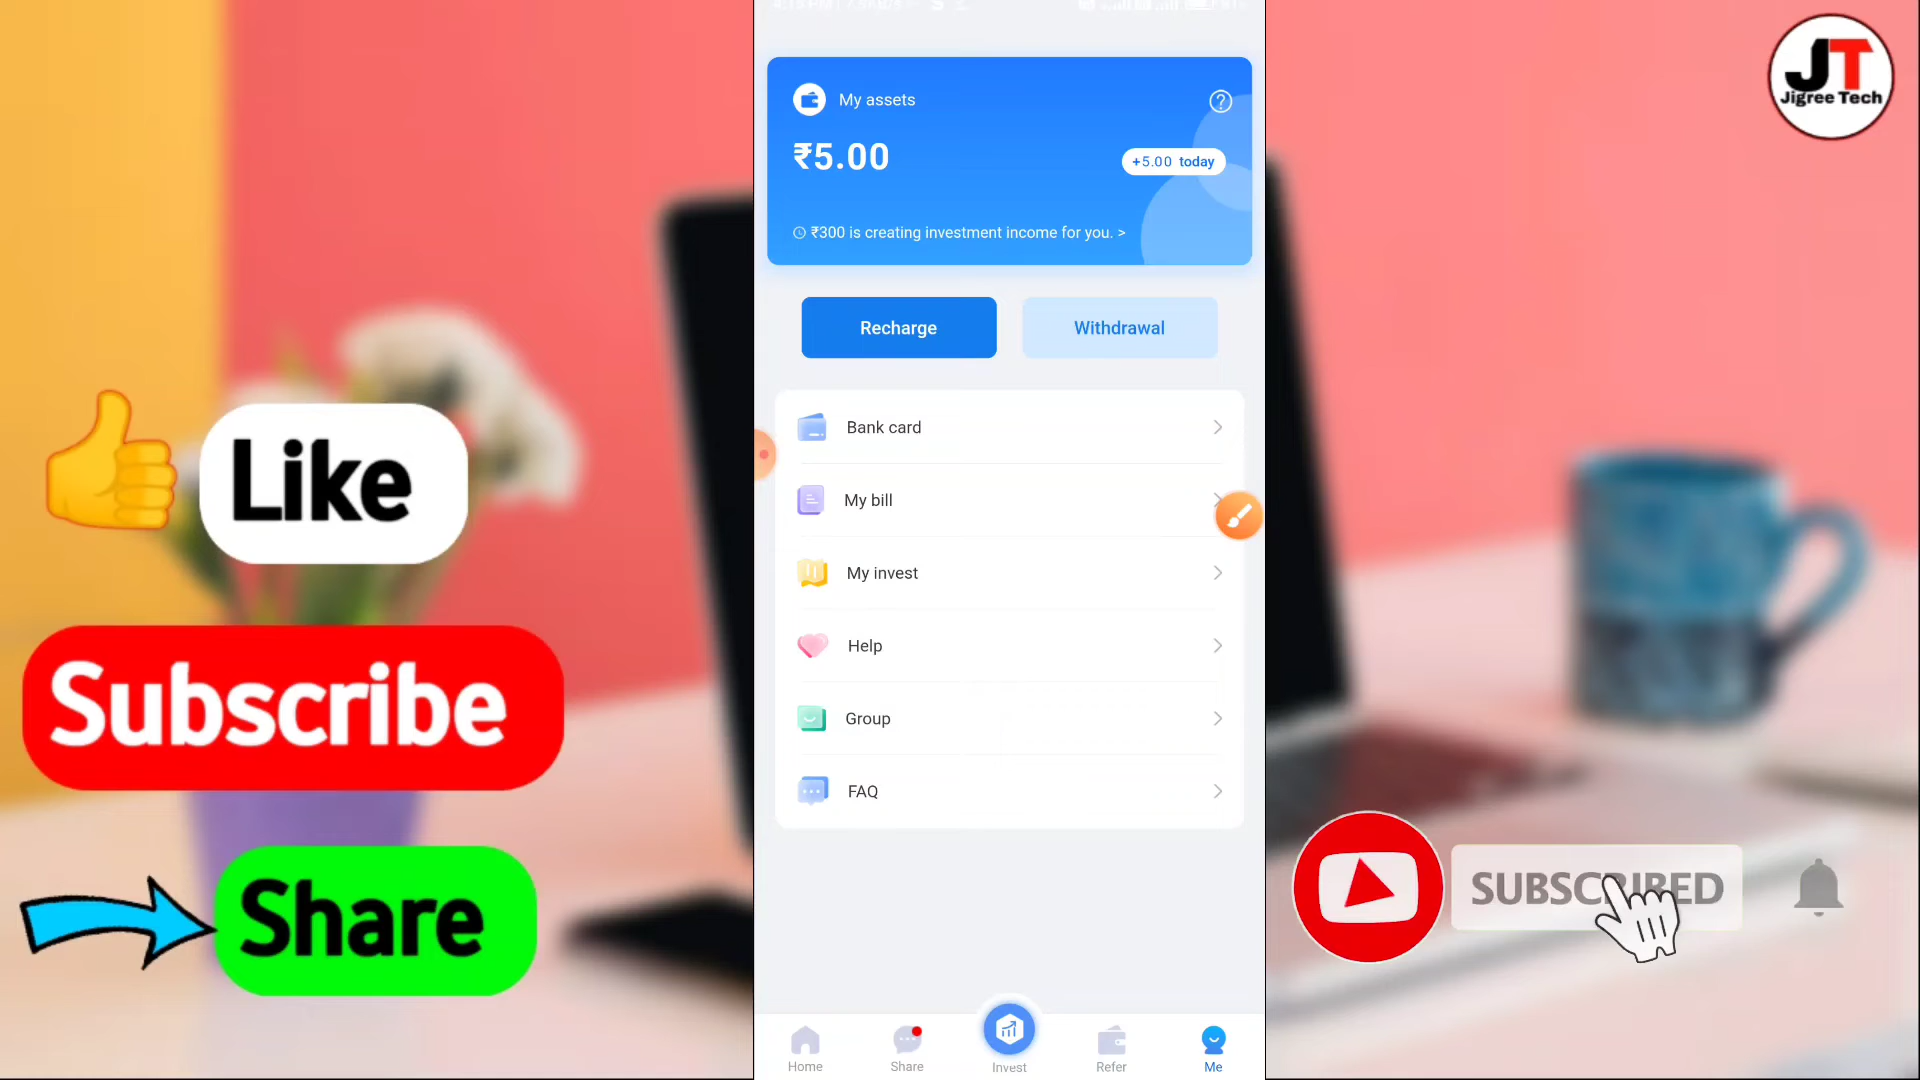 JT
Jigree Tech
My assets
₹5.00
+5.00 today
₹300 is creating investment income for you. >
Recharge
Withdrawal
Bank card
My bill
My invest
Help
Group
FAQ
Home
Share
Invest
Refer
Me
Like
Subscribe
Share
SUBSCRIBED